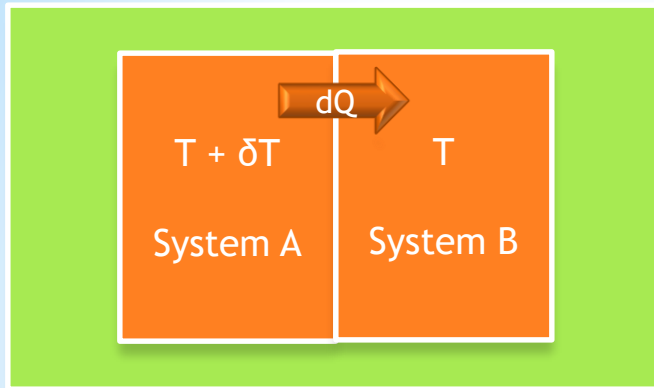 dQ
T + δT
T
System A
System B